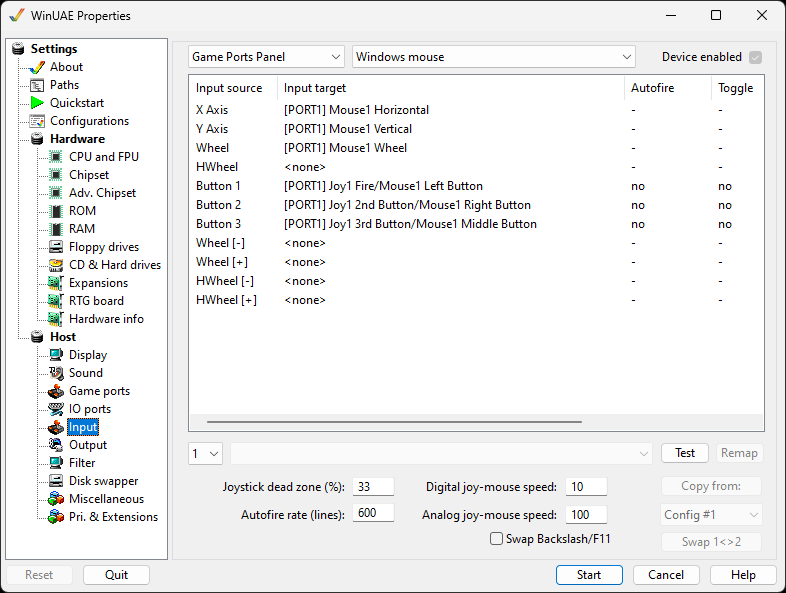 WinUAE Properties
Settings
About
Paths
Quickstart
Configurations
Hardware
CPU and FPU
Chipset
Adv. Chipset
ROM
RAM
Floppy drives
CD & Hard drives
Expansions
RTG board
Hardware info
Host
Display
Sound
Game ports
IO ports
Input
Output
Filter
Disk swapper
Miscellaneous
Pri. & Extensions
Game Ports Panel Windows mouse Device enabled
Input source Input target Autofire Toggle
X Axis [PORT1] Mouse1 Horizontal - -
Y Axis [PORT1] Mouse1 Vertical - -
Wheel [PORT1] Mouse1 Wheel - -
HWheel <none> - -
Button 1 [PORT1] Joy1 Fire/Mouse1 Left Button no no
Button 2 [PORT1] Joy1 2nd Button/Mouse1 Right Button no no
Button 3 [PORT1] Joy1 3rd Button/Mouse1 Middle Button no no
Wheel [-] <none> - -
Wheel [+] <none> - -
HWheel [-] <none> - -
HWheel [+] <none> - -
1 Test Remap
Joystick dead zone (%): 33 Digital joy-mouse speed: 10 Copy from:
Autofire rate (lines): 600 Analog joy-mouse speed: 100 Config #1
Swap Backslash/F11 Swap 1<>2
Reset Quit Start Cancel Help